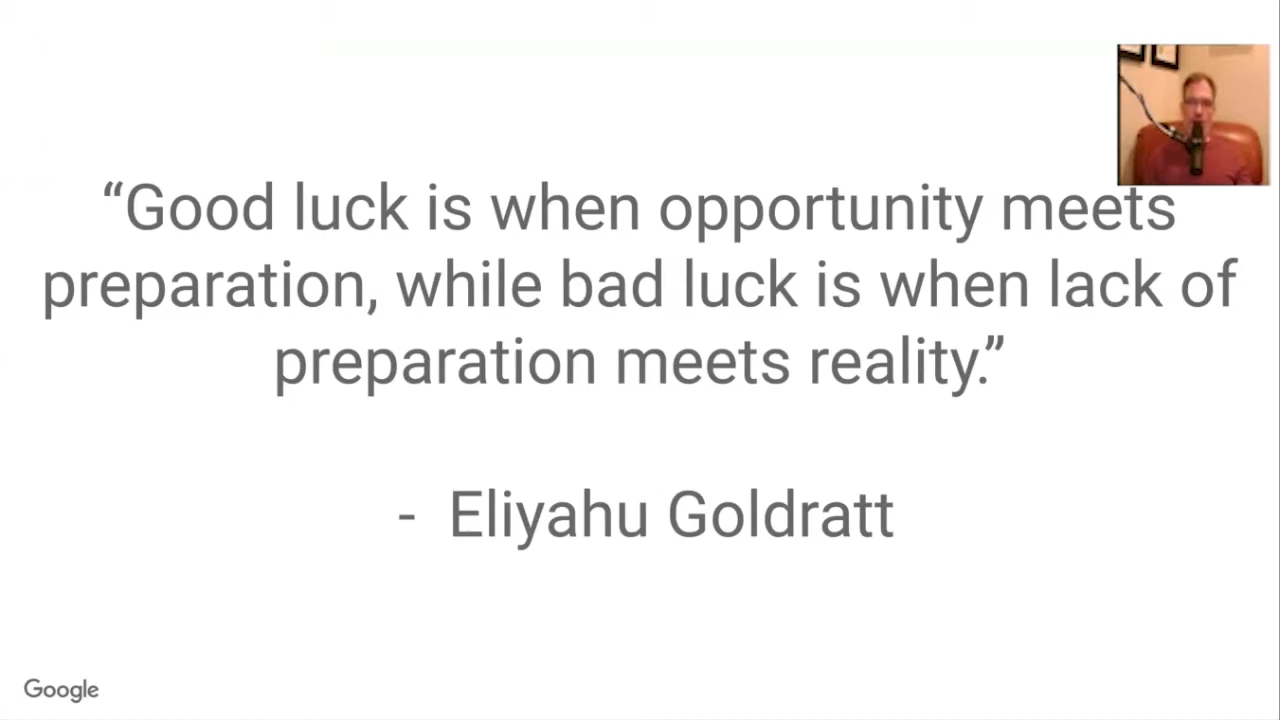 “Good luck is when opportunity meets
preparation, while bad luck is when lack of
preparation meets reality.”
- Eliyahu Goldratt
Google